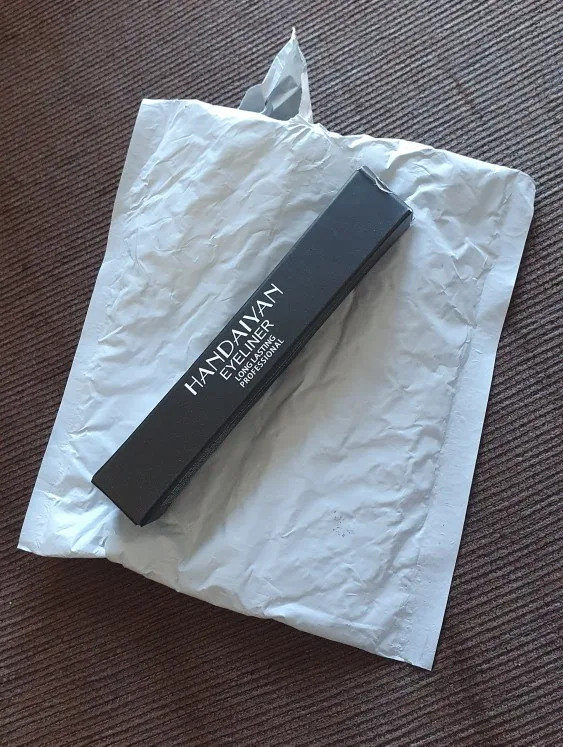 HANDAIYAN
EYELINER
LONG LASTING
PROFESSIONAL